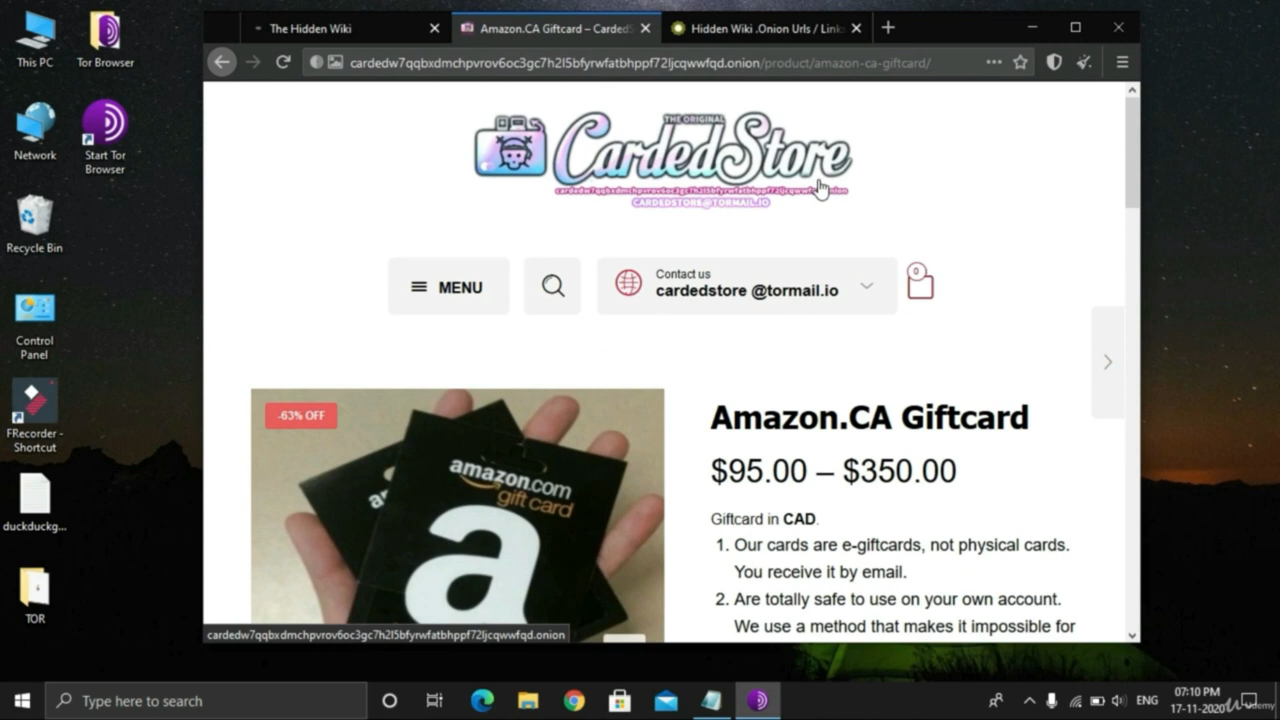 This PC
Tor Browser
Network
Start Tor
Browser
Recycle Bin
Control
Panel
FRecorder -
Shortcut
duckduckg...
TOR
The Hidden Wiki
Amazon.CA Giftcard – Carded
Hidden Wiki .Onion Urls / Link
cardedw7qqbxdmchpvrov6oc3gc7h2l5bfyrwfatbhppf72ljcqwwfqd.onion/product/amazon-ca-giftcard/
THE ORIGINAL
CardedStore
CARDEDSTORE@TORMAIL.IO
MENU
Contact us
cardedstore @tormail.io
0
-63% OFF
amazon.com
gift card
a
Amazon.CA Giftcard
$95.00 – $350.00
Giftcard in CAD.
1. Our cards are e-giftcards, not physical cards.
You receive it by email.
2. Are totally safe to use on your own account.
We use a method that makes it impossible for
cardedw7qqbxdmchpvrov6oc3gc7h2l5bfyrwfatbhppf72ljcqwwfqd.onion
Type here to search
ENG
07:10 PM
17-11-2020
Udemy